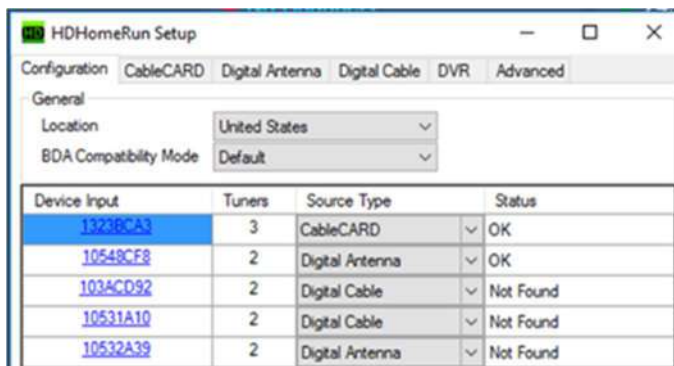 HD HDHomeRun Setup
Configuration CableCARD Digital Antenna Digital Cable DVR Advanced
General
Location United States
BDA Compatibility Mode Default
Device Input Tuners Source Type Status
1323BCA3 3 CableCARD OK
10548CF8 2 Digital Antenna OK
103ACD92 2 Digital Cable Not Found
10531A10 2 Digital Cable Not Found
10532A39 2 Digital Antenna Not Found